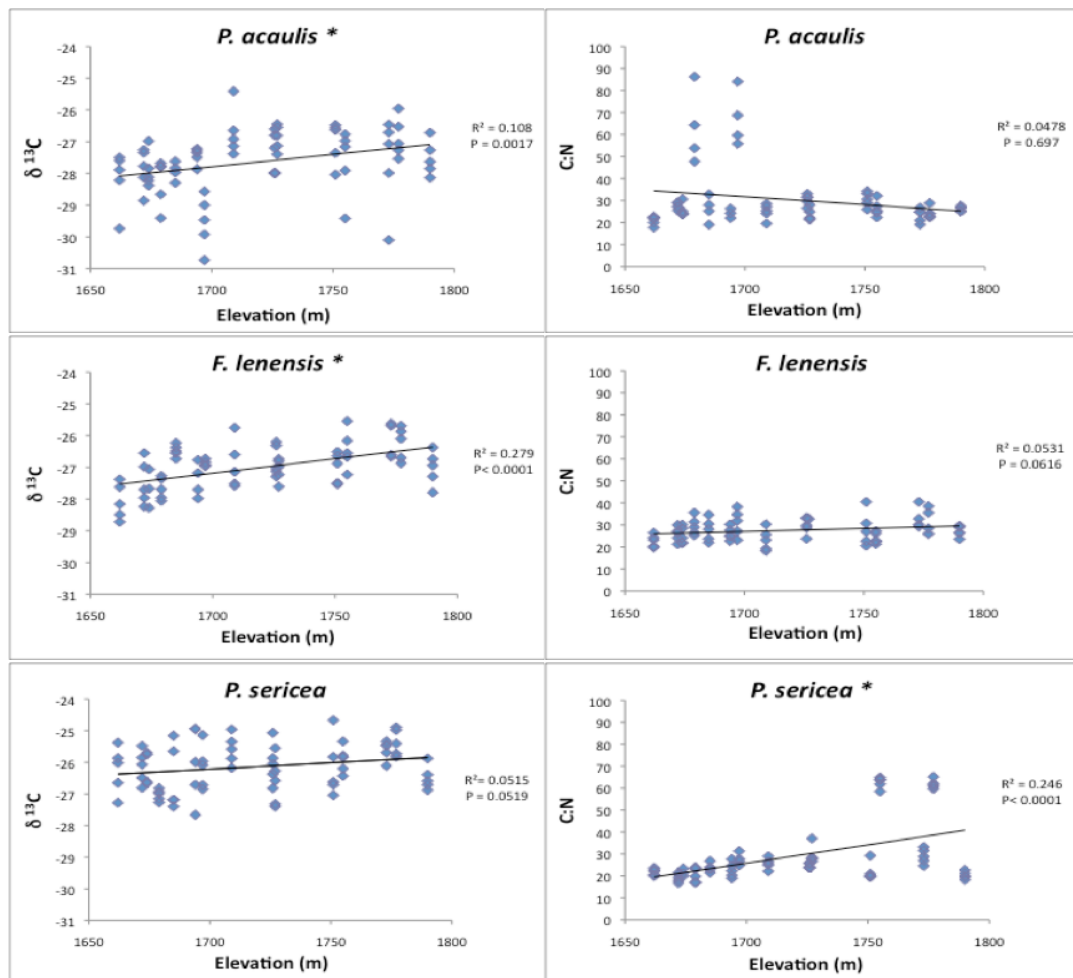 P. acaulis *
-24
-25
-26
-27
-28
-29
-30
-31
δ ¹³C
R² = 0.108
P = 0.0017
1650 1700 1750 1800
Elevation (m)
P. acaulis
100
90
80
70
60
50
40
30
20
10
0
C:N
R² = 0.0478
P = 0.697
1650 1700 1750 1800
Elevation (m)
F. lenensis *
-24
-25
-26
-27
-28
-29
-30
-31
δ ¹³C
R² = 0.279
P< 0.0001
1650 1700 1750 1800
Elevation (m)
F. lenensis
100
90
80
70
60
50
40
30
20
10
0
C:N
R² = 0.0531
P = 0.0616
1650 1700 1750 1800
Elevation (m)
P. sericea
-24
-25
-26
-27
-28
-29
-30
-31
δ ¹³C
R²= 0.0515
P = 0.0519
1650 1700 1750 1800
Elevation (m)
P. sericea *
100
90
80
70
60
50
40
30
20
10
0
C:N
R² = 0.246
P< 0.0001
1650 1700 1750 1800
Elevation (m)